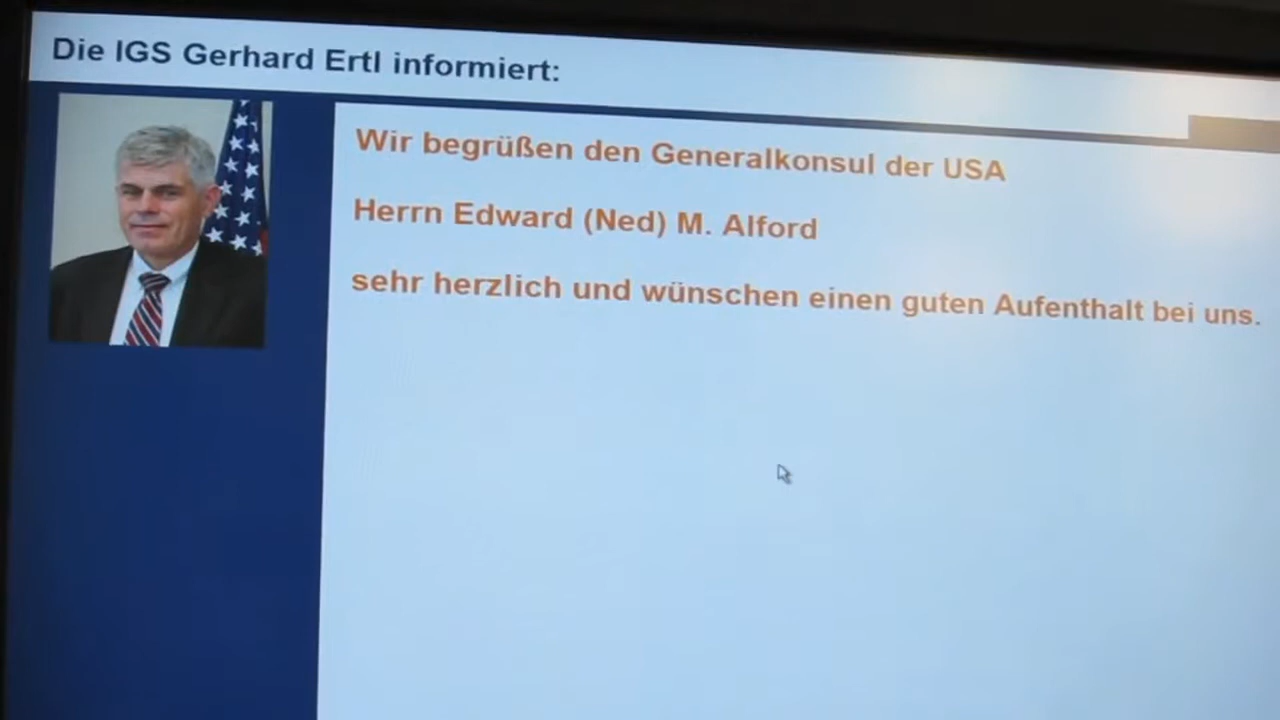 Die IGS Gerhard Ertl informiert:
Wir begrüßen den Generalkonsul der USA
Herrn Edward (Ned) M. Alford
sehr herzlich und wünschen einen guten Aufenthalt bei uns.